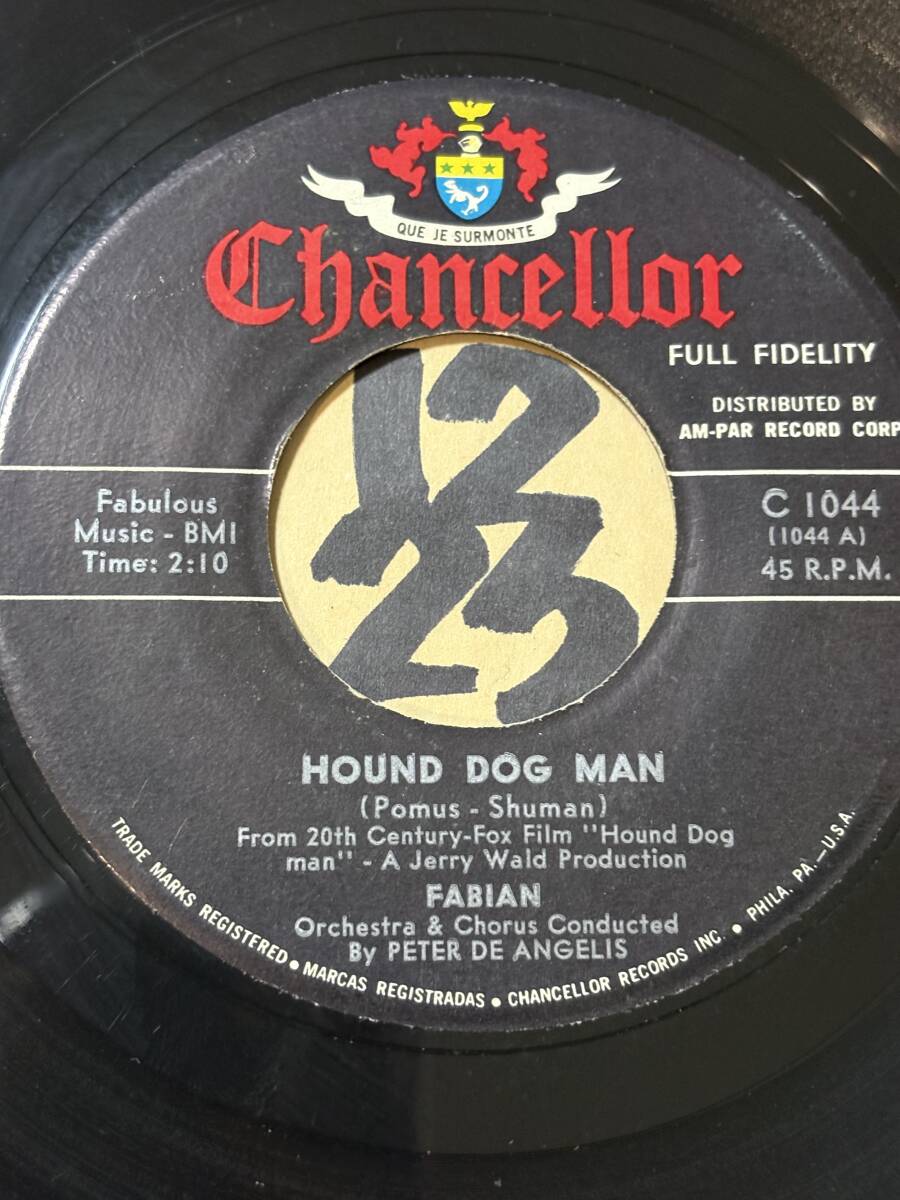 QUE JE SURMONTE
Chancellor
FULL FIDELITY
DISTRIBUTED BY
AM-PAR RECORD CORP
12
23
Fabulous
Music - BMI
Time: 2:10
C 1044
(1044 A)
45 R.P.M.
HOUND DOG MAN
(Pomus - Shuman)
From 20th Century-Fox Film "Hound Dog
man" - A Jerry Wald Production
FABIAN
Orchestra & Chorus Conducted
By PETER DE ANGELIS
TRADE MARKS REGISTERED • MARCAS REGISTRADAS • CHANCELLOR RECORDS INC. • PHILA. PA.—U.S.A.